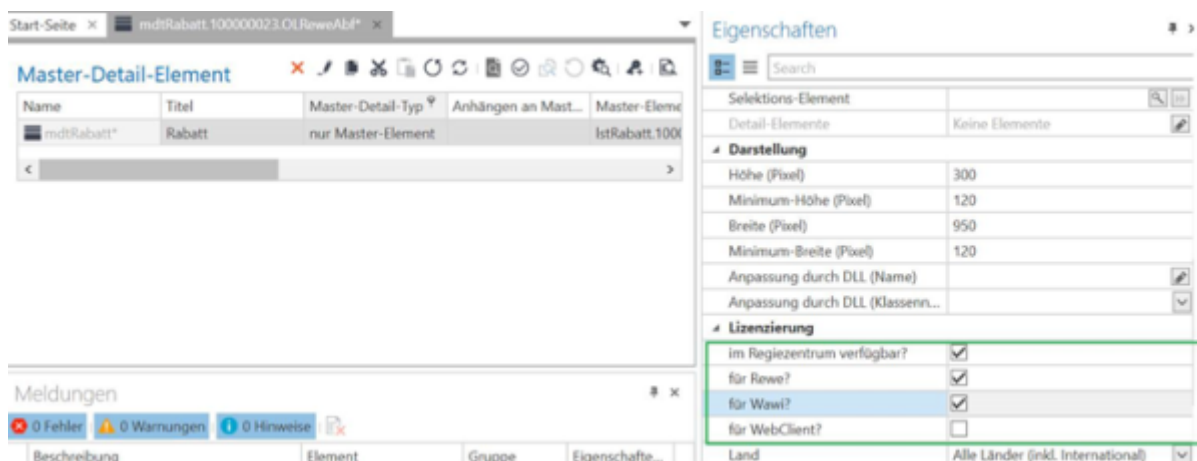 Start-Seite × mdtRabatt.100000023.OLReweAbf* ×
Master-Detail-Element
Name Titel Master-Detail-Typ Anhängen an Mast... Master-Eleme
mdtRabatt* Rabatt nur Master-Element lstRabatt.100(
Meldungen
0 Fehler 0 Warnungen 0 Hinweise
Beschreibung Element Gruppe Eigenschafte...
Eigenschaften
Search
Selektions-Element
Detail-Elemente Keine Elemente
Darstellung
Höhe (Pixel) 300
Minimum-Höhe (Pixel) 120
Breite (Pixel) 950
Minimum-Breite (Pixel) 120
Anpassung durch DLL (Name)
Anpassung durch DLL (Klassenn...
Lizenzierung
im Regiezentrum verfügbar?
für Rewe?
für Wawi?
für WebClient?
Land Alle Länder (inkl. International)